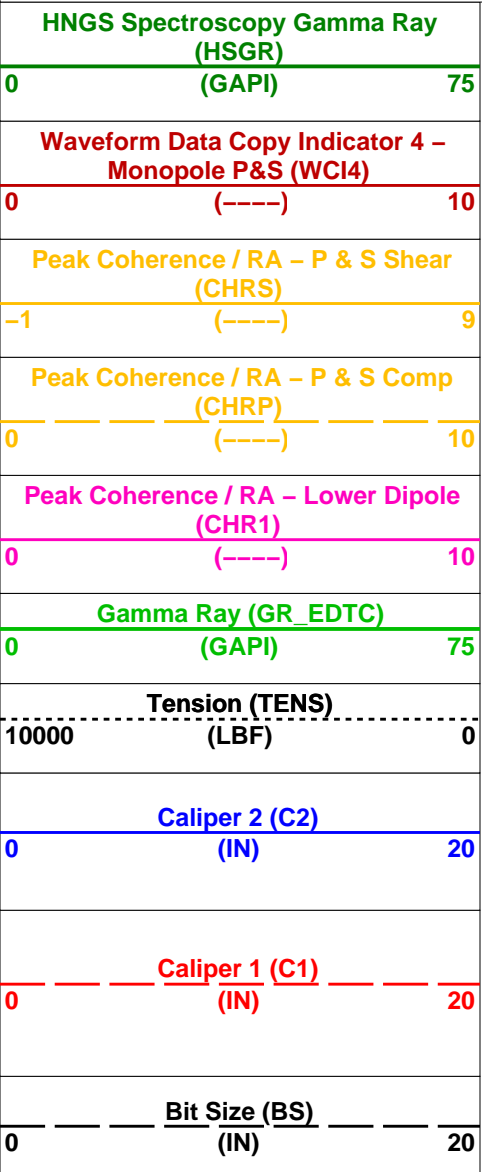 HNGS Spectroscopy Gamma Ray
(HSGR)
0 (GAPI) 75
Waveform Data Copy Indicator 4 –
Monopole P&S (WCI4)
0 (––––) 10
Peak Coherence / RA – P & S Shear
(CHRS)
–1 (––––) 9
Peak Coherence / RA – P & S Comp
(CHRP)
0 (––––) 10
Peak Coherence / RA – Lower Dipole
(CHR1)
0 (––––) 10
Gamma Ray (GR_EDTC)
0 (GAPI) 75
Tension (TENS)
10000 (LBF) 0
Caliper 2 (C2)
0 (IN) 20
Caliper 1 (C1)
0 (IN) 20
Bit Size (BS)
0 (IN) 20